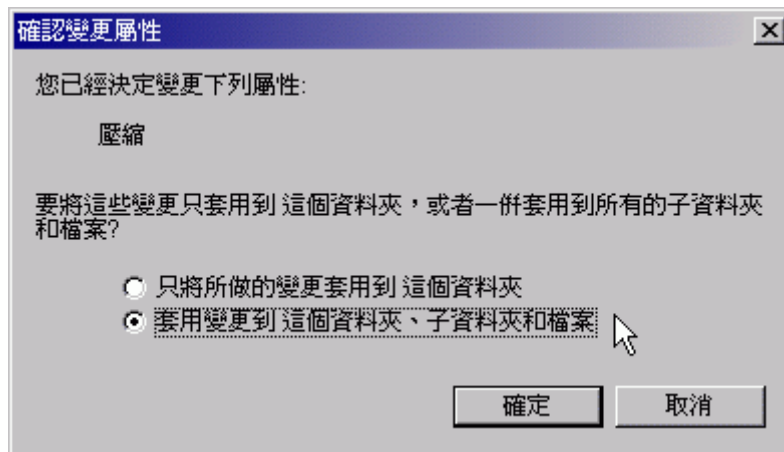 確認變更屬性
您已經決定變更下列屬性:
壓縮
要將這些變更只套用到 這個資料夾，或者一併套用到所有的子資料夾
和檔案?
只將所做的變更套用到 這個資料夾
套用變更到 這個資料夾、子資料夾和檔案
確定 取消